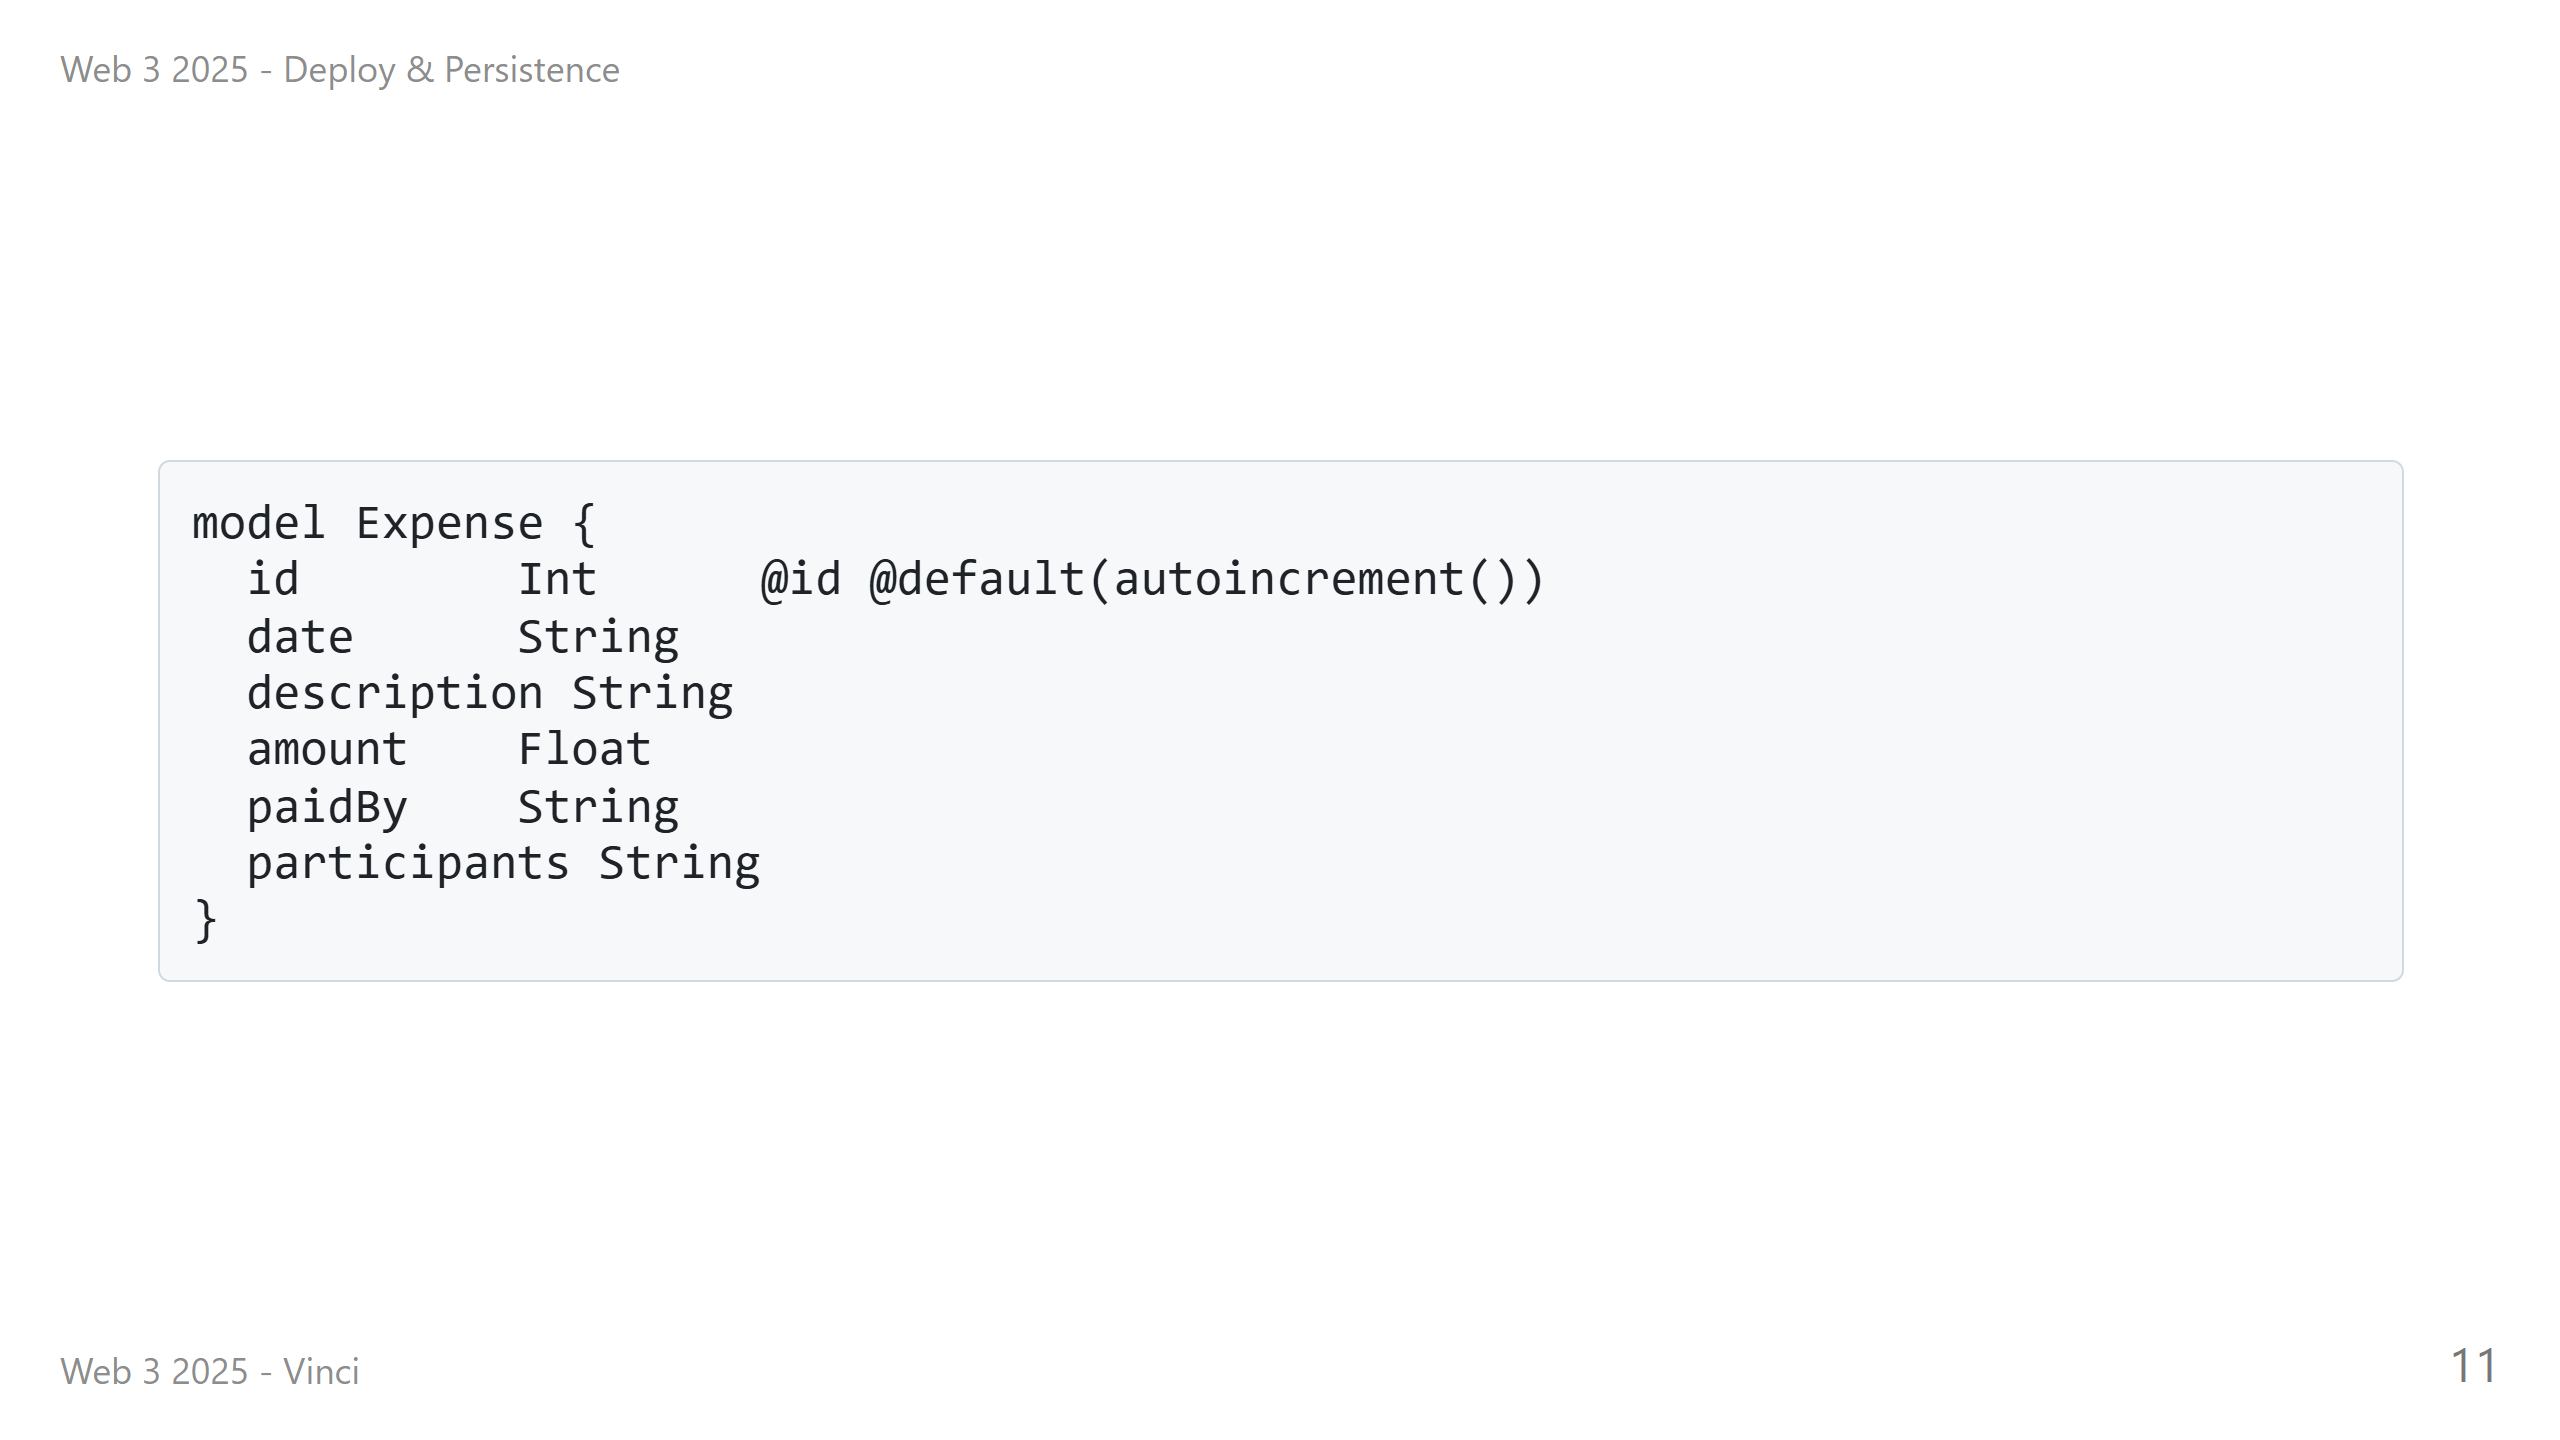 Web 3 2025 - Deploy & Persistence
model Expense {
  id        Int      @id @default(autoincrement())
  date      String
  description String
  amount    Float
  paidBy    String
  participants String
}
Web 3 2025 - Vinci
11